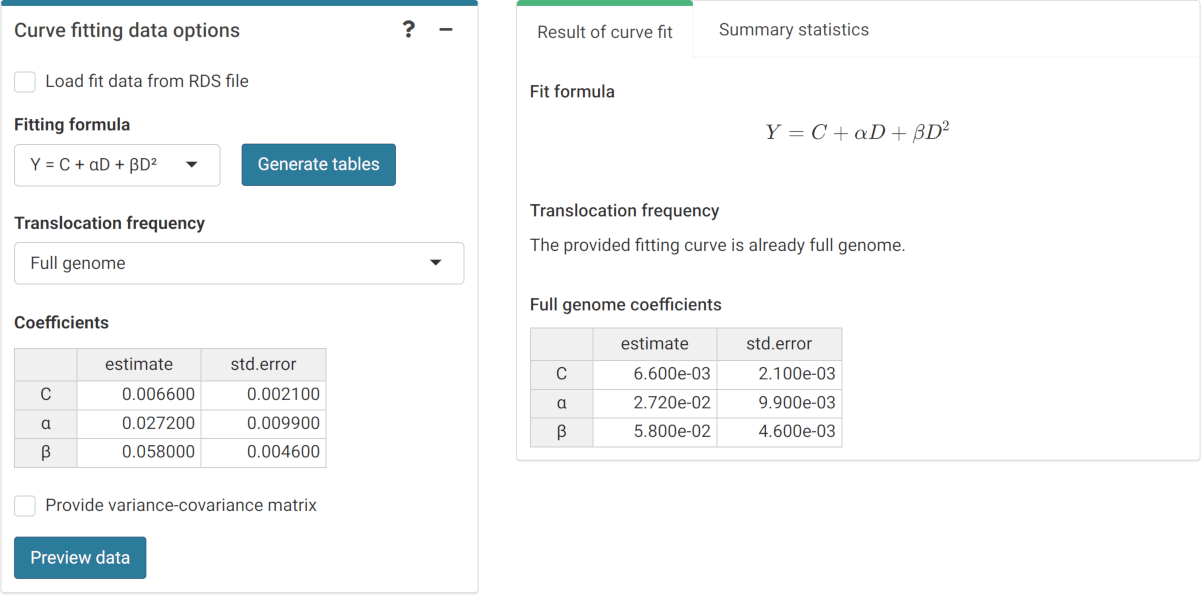 Curve fitting data options ? −
Load fit data from RDS file
Fitting formula
Y = C + αD + βD²
Generate tables
Translocation frequency
Full genome
Coefficients
estimate std.error
C 0.006600 0.002100
α 0.027200 0.009900
β 0.058000 0.004600
Provide variance-covariance matrix
Preview data
Result of curve fit
Summary statistics
Fit formula
Y = C + αD + βD²
Translocation frequency
The provided fitting curve is already full genome.
Full genome coefficients
estimate std.error
C 6.600e-03 2.100e-03
α 2.720e-02 9.900e-03
β 5.800e-02 4.600e-03